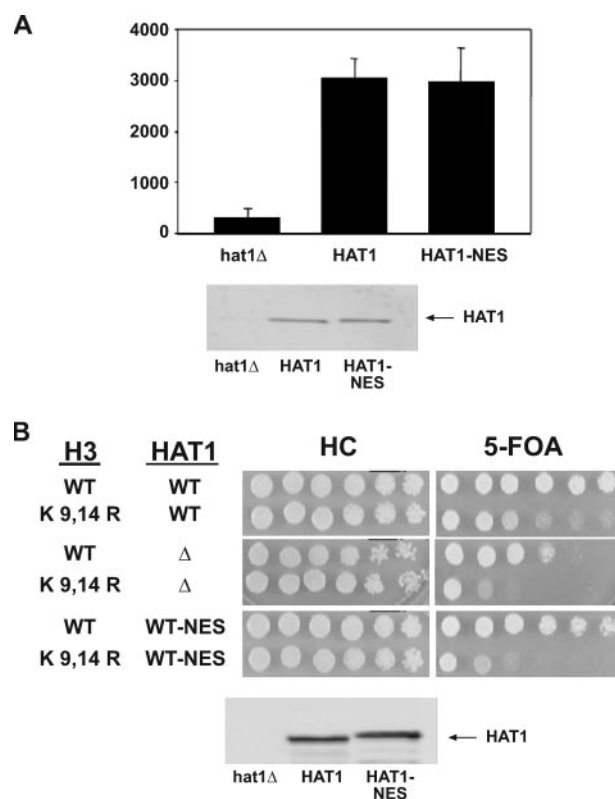 A
4000
3000
2000
1000
0
hat1Δ HAT1 HAT1-NES
HAT1
hat1Δ HAT1 HAT1-
NES
B
H3 HAT1 HC 5-FOA
WT WT
K 9,14 R WT
WT Δ
K 9,14 R Δ
WT WT-NES
K 9,14 R WT-NES
HAT1
hat1Δ HAT1 HAT1-
NES